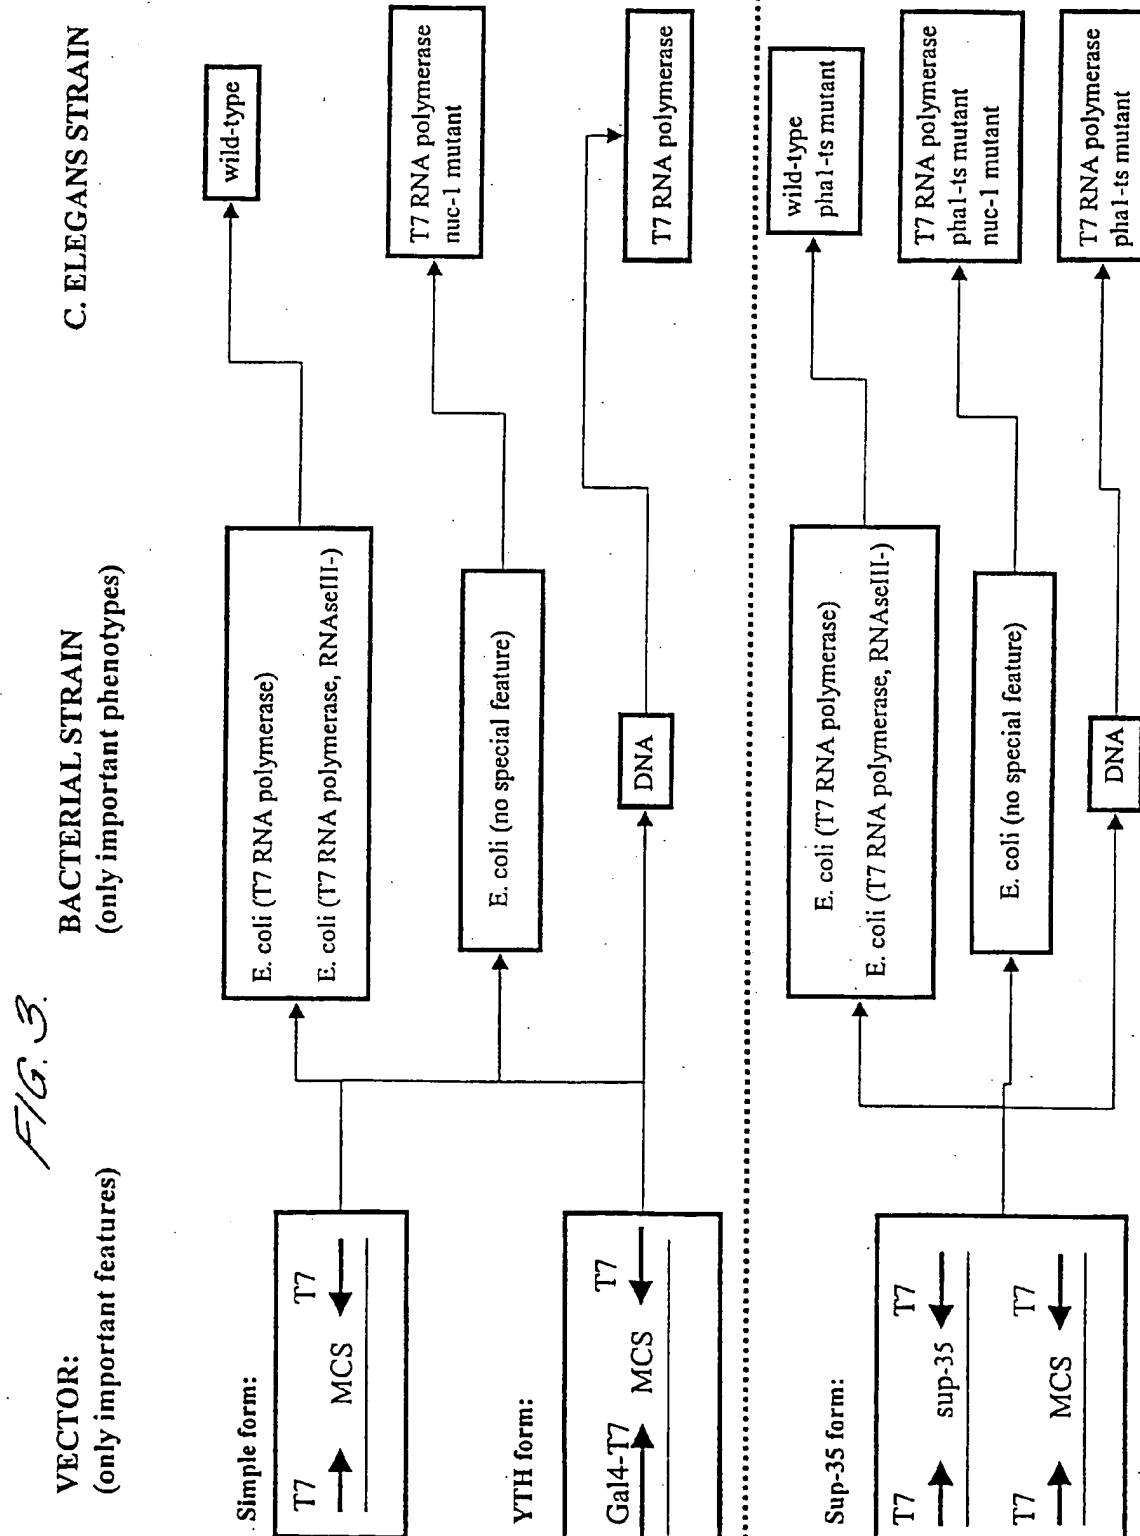 FIG. 3.
VECTOR:
(only important features)
BACTERIAL STRAIN
(only important phenotypes)
C. ELEGANS STRAIN
Simple form:
T7
T7
MCS
E. coli (T7 RNA polymerase)
E. coli (T7 RNA polymerase, RNAseIII-)
wild-type
E. coli (no special feature)
T7 RNA polymerase
nuc-1 mutant
YTH form:
Gal4-T7
T7
MCS
DNA
T7 RNA polymerase
Sup-35 form:
T7
T7
sup-35
T7
T7
MCS
E. coli (T7 RNA polymerase)
E. coli (T7 RNA polymerase, RNAseIII-)
wild-type
pha1-ts mutant
E. coli (no special feature)
T7 RNA polymerase
pha1-ts mutant
nuc-1 mutant
DNA
T7 RNA polymerase
pha1-ts mutant